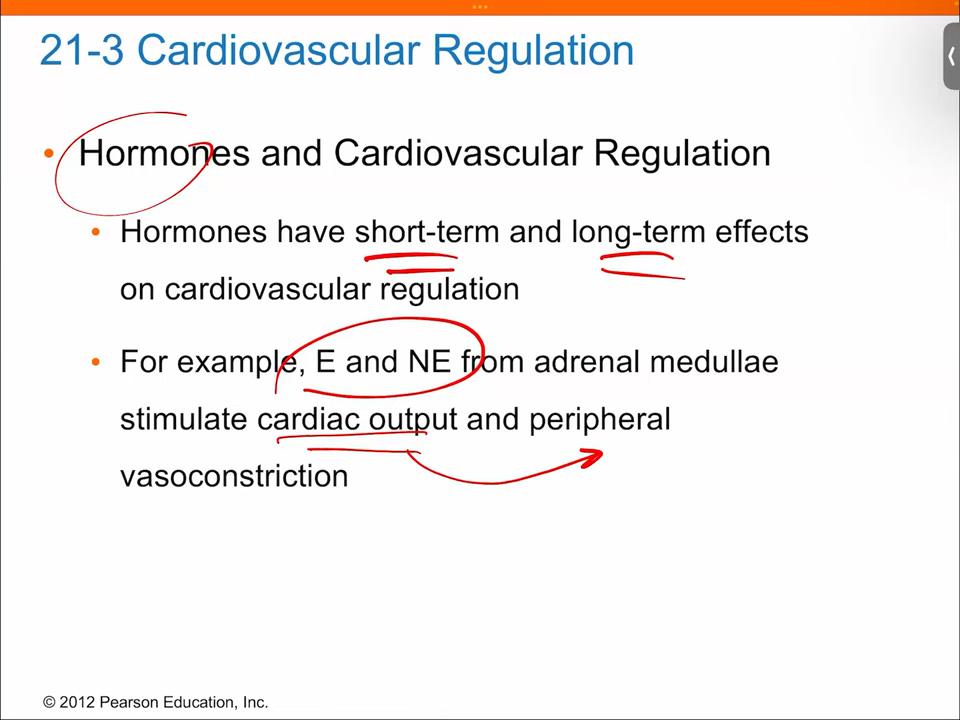 21-3 Cardiovascular Regulation
• Hormones and Cardiovascular Regulation
• Hormones have short-term and long-term effects
on cardiovascular regulation
• For example, E and NE from adrenal medullae
stimulate cardiac output and peripheral
vasoconstriction
© 2012 Pearson Education, Inc.